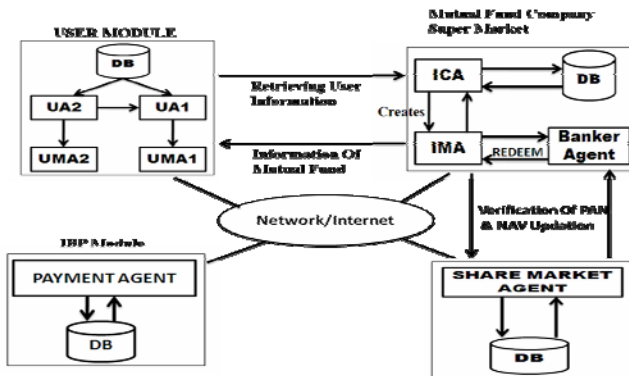 USER MODULE
DB
UA2
UA1
UMA2
UMA1
Retrieving User
Information
Information Of
Mutual Fund
Mutual Fund Company
Super Market
ICA
DB
Creates
IMA
REDEEM
Banker
Agent
Network/Internet
Verification Of PAN
& NAV Updation
IBP Module
PAYMENT AGENT
DB
SHARE MARKET
AGENT
DB